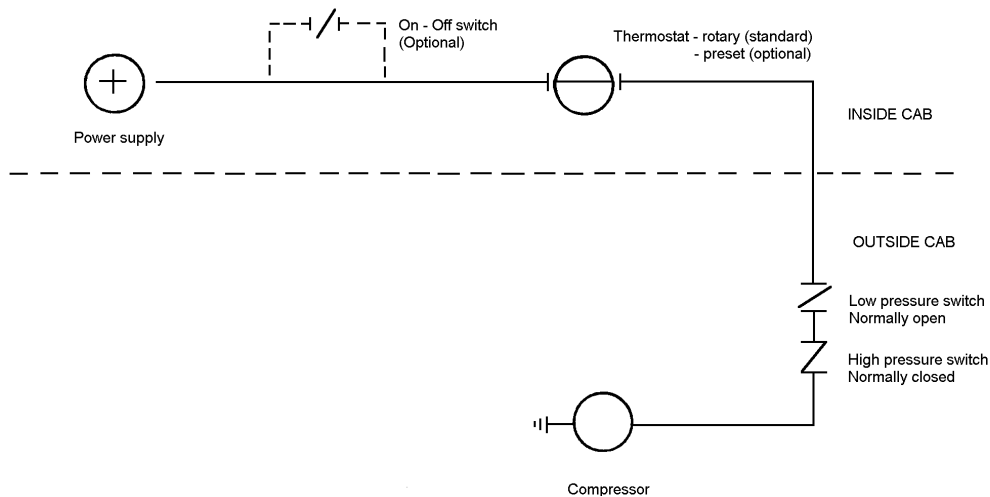 On - Off switch
(Optional)
Thermostat - rotary (standard)
- preset (optional)
Power supply
INSIDE CAB
OUTSIDE CAB
Low pressure switch
Normally open
High pressure switch
Normally closed
Compressor